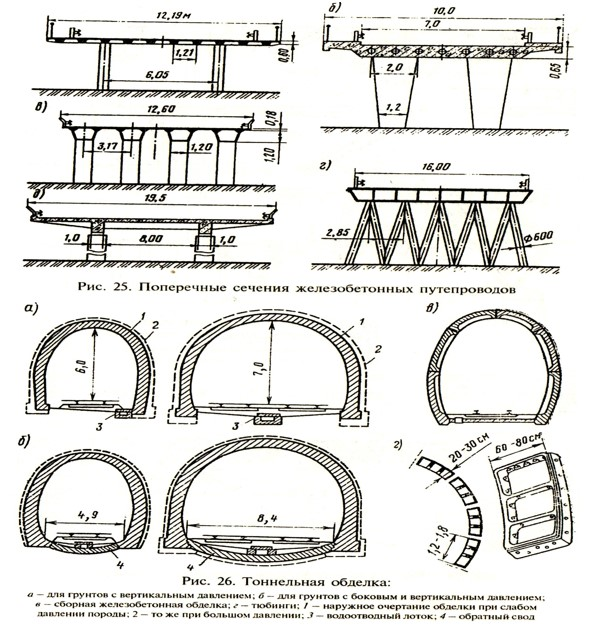 12,19м
1,21
0,80
6,05
б)
10,0
7,0
2,0
0,65
1,2
в)
12,60
0,18
3,17
1,20
1,20
г)
16,00
2,85
Ф600
д)
19,5
1,0
8,00
1,0
Рис. 25. Поперечные сечения железобетонных путепроводов
а)
1
2
6,0
3
1
2
7,0
3
в)
б)
4,9
4
8,4
4
г)
20-30см
1,2-1,8
60-80см
Рис. 26. Тоннельная обделка:
а – для грунтов с вертикальным давлением; б – для грунтов с боковым и вертикальным давлением;
в – сборная железобетонная обделка; г – тюбинги; 1 – наружное очертание обделки при слабом
давлении породы; 2 – то же при большом давлении; 3 – водоотводный лоток; 4 – обратный свод